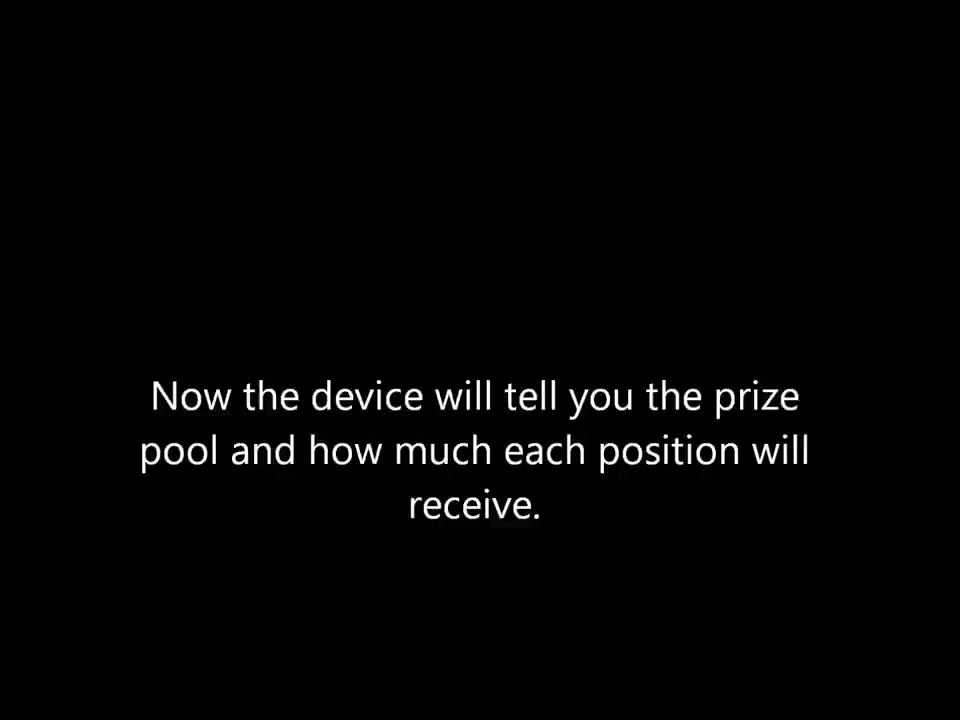 Now the device will tell you the prize
pool and how much each position will
receive.